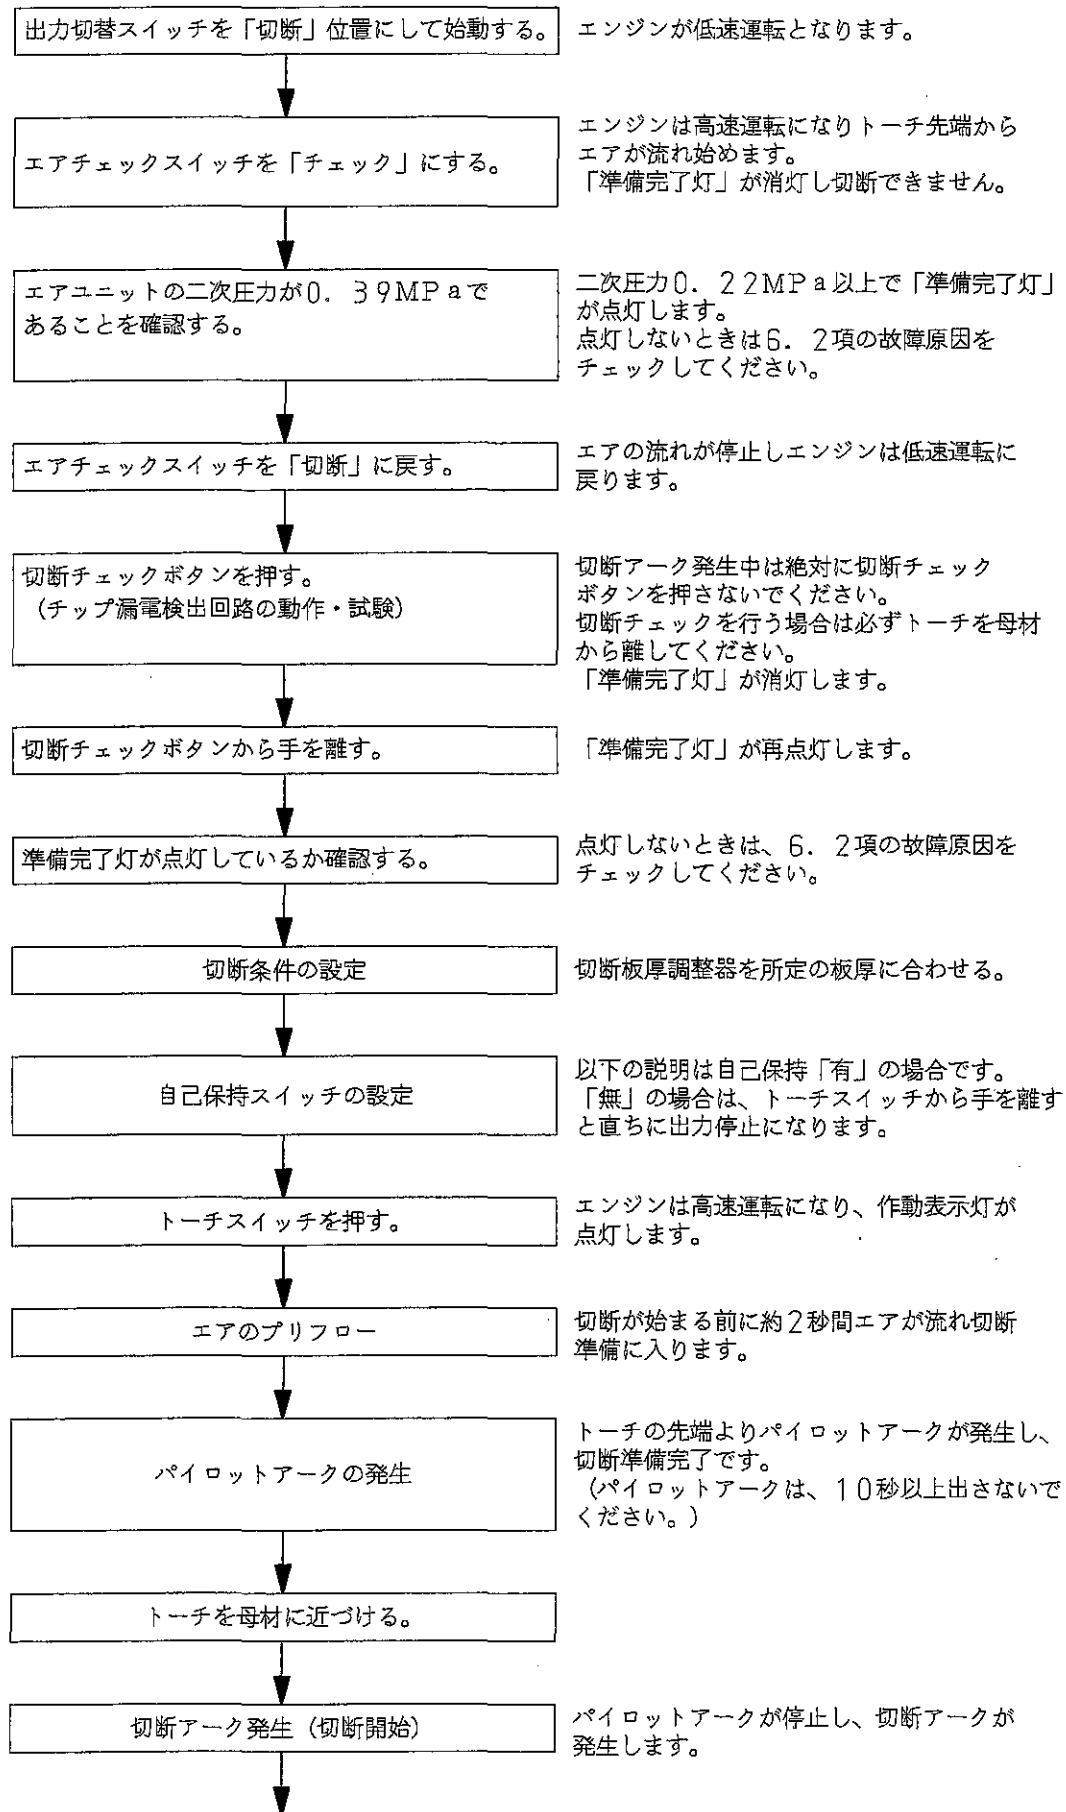 出力切替スイッチを「切断」位置にして始動する。
エンジンが低速運転となります。
エアチェックスイッチを「チェック」にする。
エンジンは高速運転になりトーチ先端から
エアが流れ始めます。
「準備完了灯」が消灯し切断できません。
エアユニットの二次圧力が0．39MPaで
あることを確認する。
二次圧力0．22MPa以上で「準備完了灯」
が点灯します。
点灯しないときは6．2項の故障原因を
チェックしてください。
エアチェックスイッチを「切断」に戻す。
エアの流れが停止しエンジンは低速運転に
戻ります。
切断チェックボタンを押す。
（チップ漏電検出回路の動作・試験）
切断アーク発生中は絶対に切断チェック
ボタンを押さないでください。
切断チェックを行う場合は必ずトーチを母材
から離してください。
「準備完了灯」が消灯します。
切断チェックボタンから手を離す。
「準備完了灯」が再点灯します。
準備完了灯が点灯しているか確認する。
点灯しないときは、6．2項の故障原因を
チェックしてください。
切断条件の設定
切断板厚調整器を所定の板厚に合わせる。
自己保持スイッチの設定
以下の説明は自己保持「有」の場合です。
「無」の場合は、トーチスイッチから手を離す
と直ちに出力停止になります。
トーチスイッチを押す。
エンジンは高速運転になり、作動表示灯が
点灯します。
エアのプリフロー
切断が始まる前に約2秒間エアが流れ切断
準備に入ります。
パイロットアークの発生
トーチの先端よりパイロットアークが発生し、
切断準備完了です。
（パイロットアークは、10秒以上出さないで
ください。）
トーチを母材に近づける。
切断アーク発生（切断開始）
パイロットアークが停止し、切断アークが
発生します。